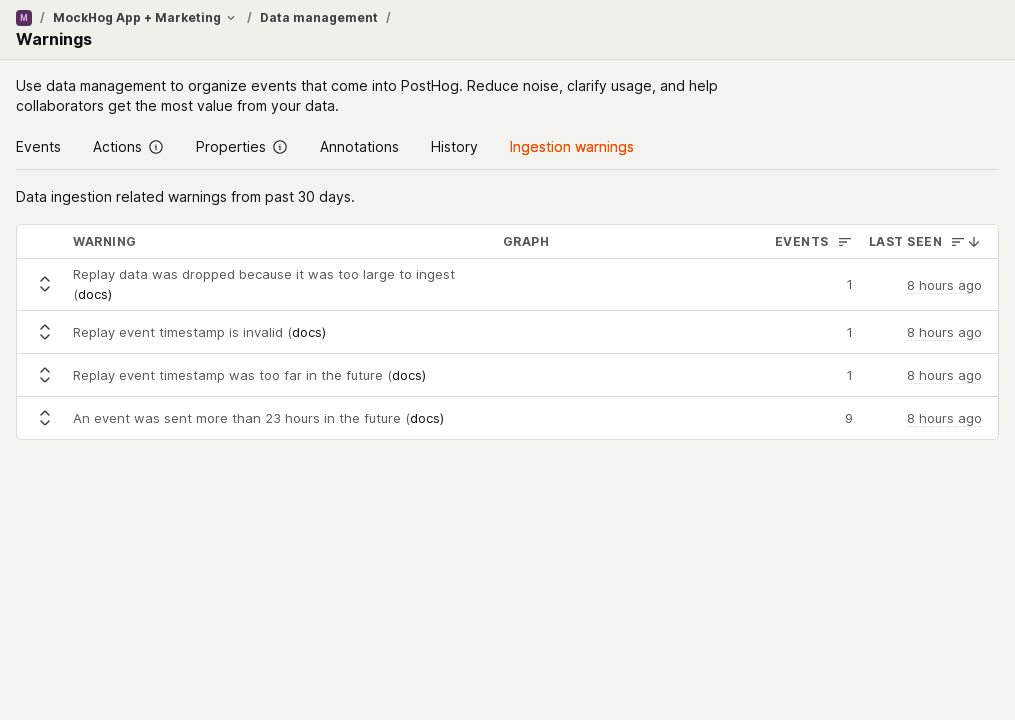 M / MockHog App + Marketing / Data management /
Warnings
Use data management to organize events that come into PostHog. Reduce noise, clarify usage, and help
collaborators get the most value from your data.
Events Actions Properties Annotations History Ingestion warnings
Data ingestion related warnings from past 30 days.
WARNING GRAPH EVENTS LAST SEEN
Replay data was dropped because it was too large to ingest
(docs) 1 8 hours ago
Replay event timestamp is invalid (docs) 1 8 hours ago
Replay event timestamp was too far in the future (docs) 1 8 hours ago
An event was sent more than 23 hours in the future (docs) 9 8 hours ago